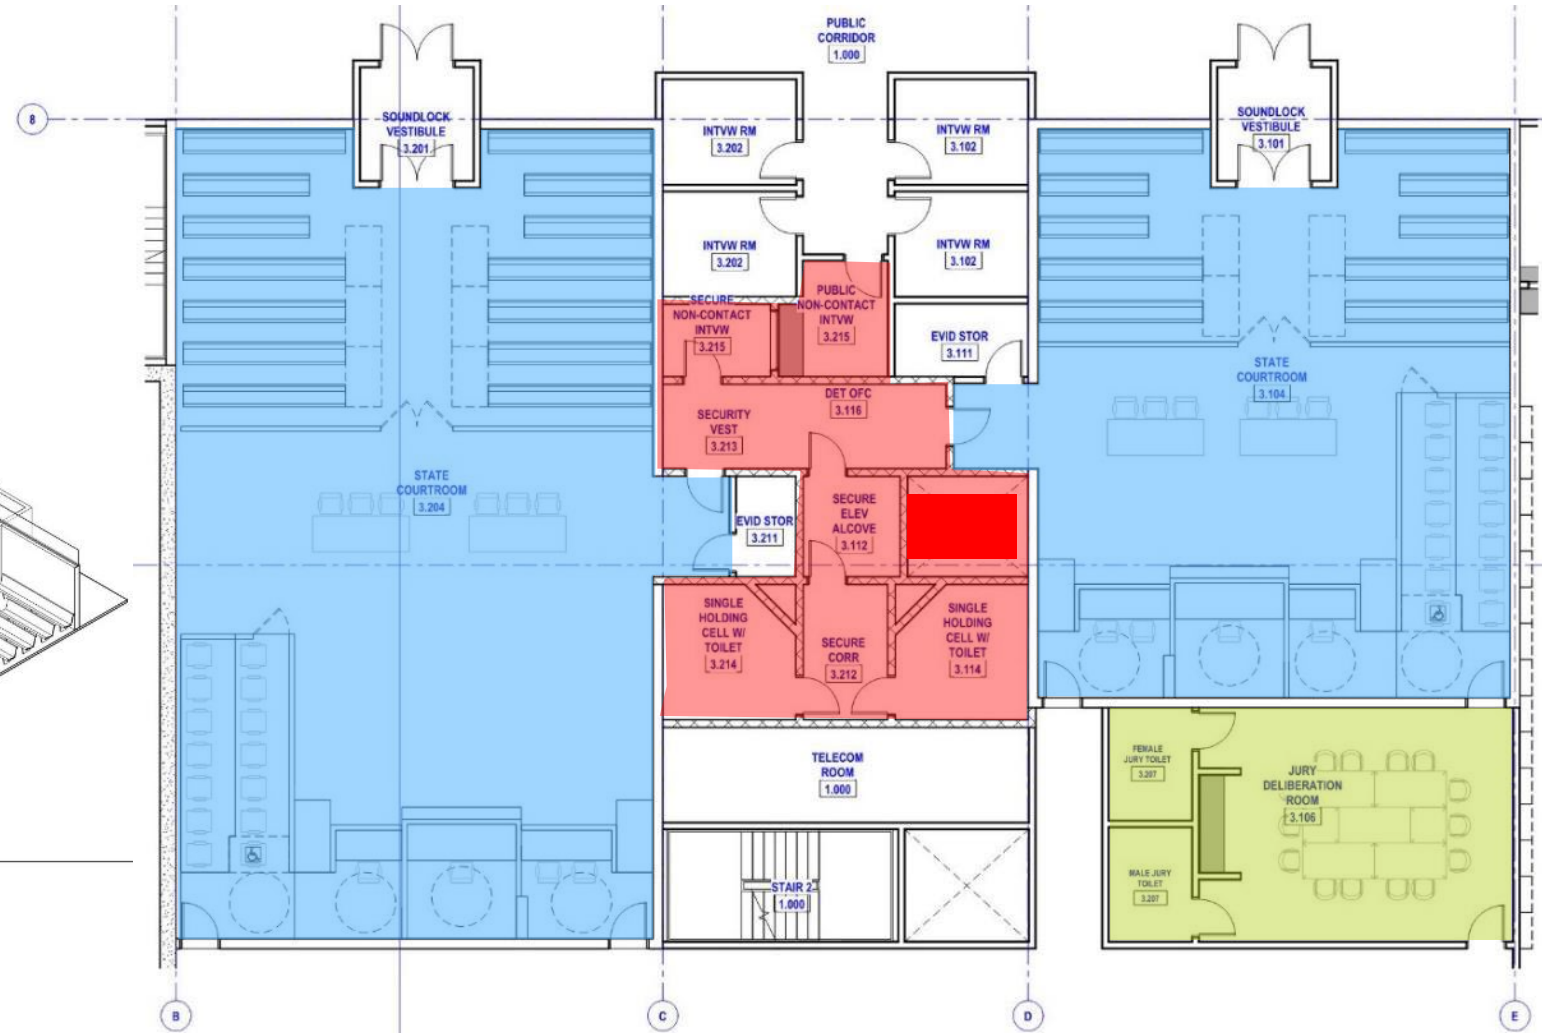 PUBLIC
CORRIDOR
1.000
8
SOUNDLOCK
VESTIBULE
3.201
INTVW RM
3.202
INTVW RM
3.102
SOUNDLOCK
VESTIBULE
3.101
INTVW RM
3.202
INTVW RM
3.102
SECURE
NON-CONTACT
INTVW
3.215
PUBLIC
NON-CONTACT
INTVW
3.215
EVID STOR
3.111
STATE
COURTROOM
3.104
DET OFC
3.116
SECURITY
VEST
3.213
STATE
COURTROOM
3.204
EVID STOR
3.211
SECURE
ELEV
ALCOVE
3.112
SINGLE
HOLDING
CELL W/
TOILET
3.214
SECURE
CORR
3.212
SINGLE
HOLDING
CELL W/
TOILET
3.114
TELECOM
ROOM
1.000
FEMALE
JURY TOILET
3.207
JURY
DELIBERATION
ROOM
3.106
MALE JURY
TOILET
3.207
STAIR 2
1.000
B
C
D
E